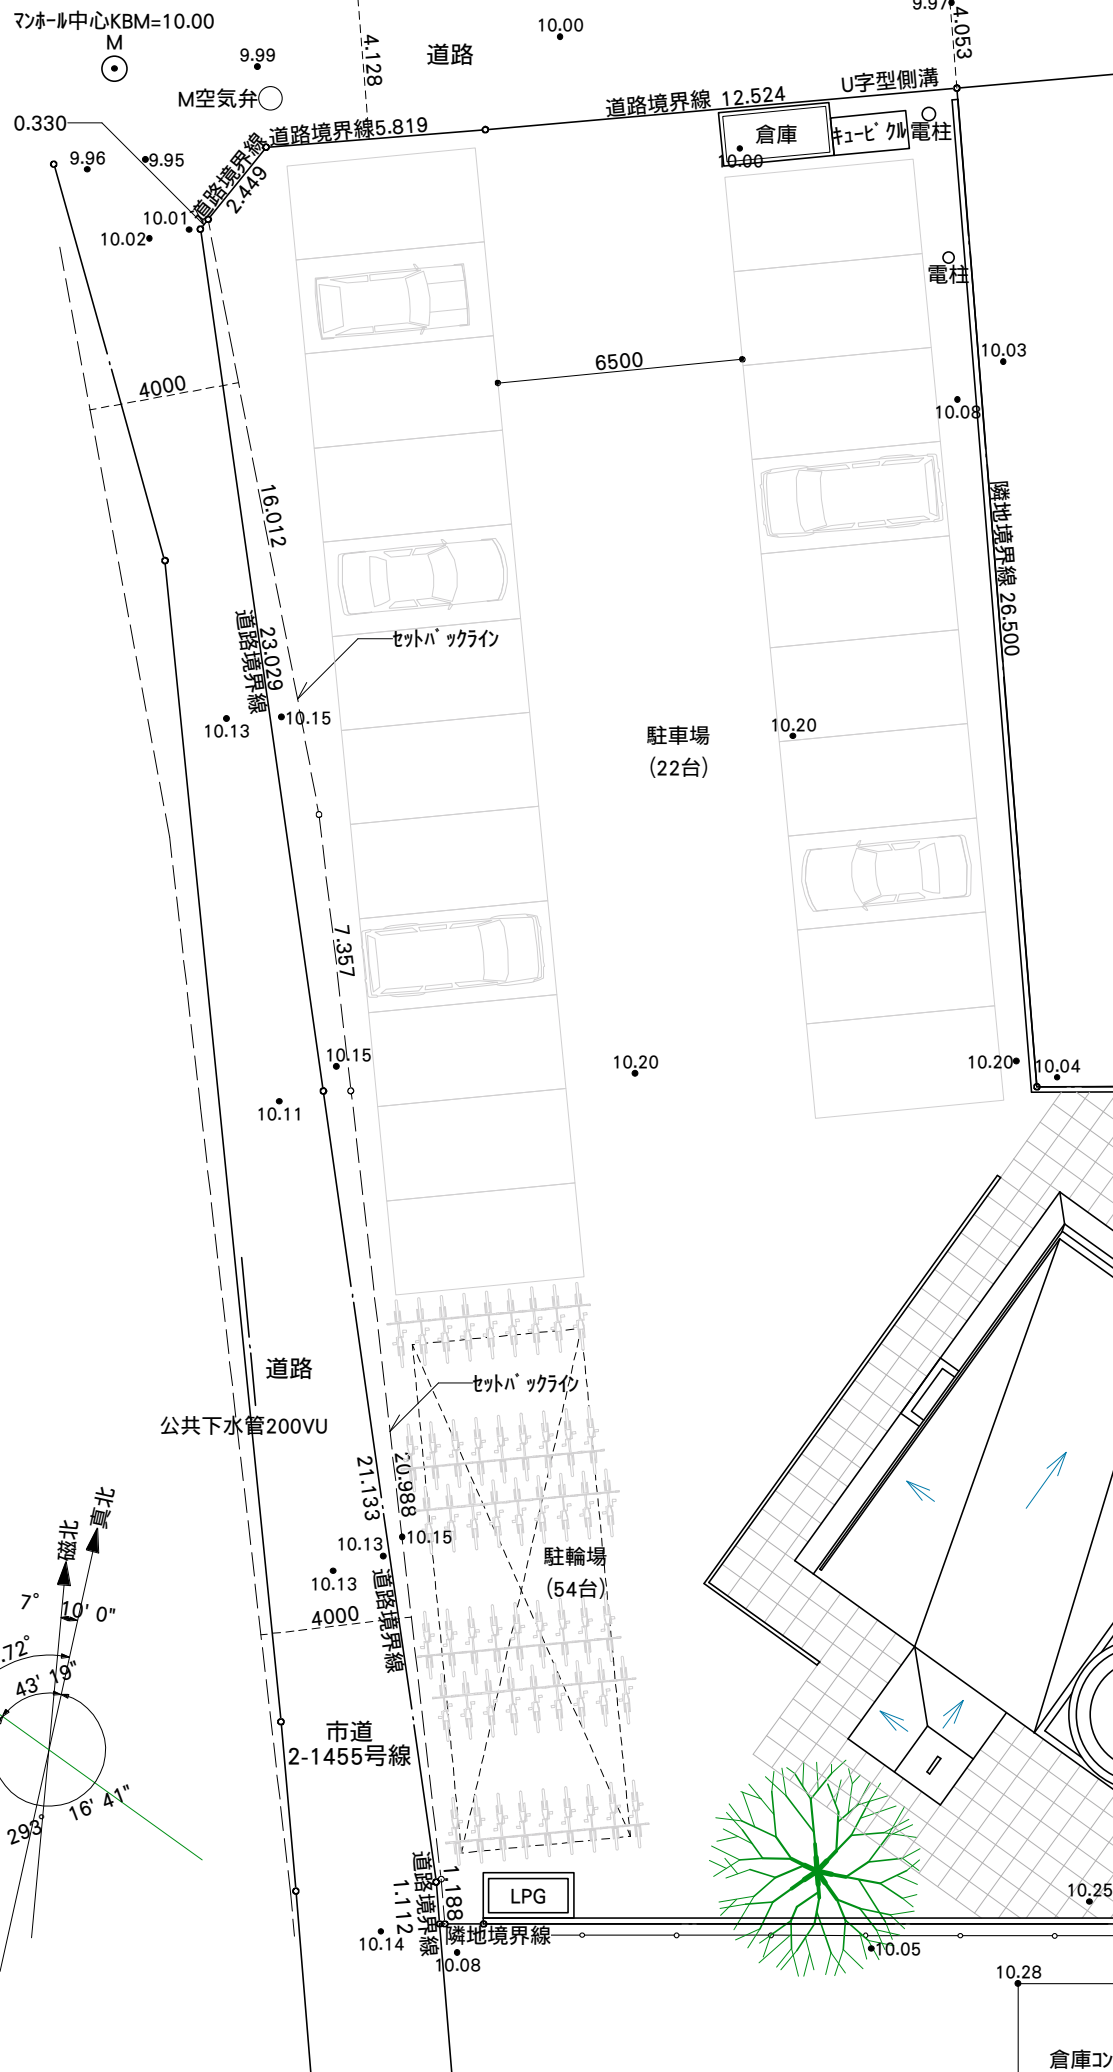 マンホール中心KBM=10.00
M
9.99
M空気弁
0.330
9.96
9.95
10.01
10.02
4.128
道路
10.00
9.97
4.053
U字型側溝
道路境界線 12.524
道路境界線5.819
道路境界線
2.449
倉庫
キュービクル
電柱
10.00
電柱
10.03
10.08
4000
6500
16.012
隣地境界線 26.500
道路境界線
23.029
セットバックライン
10.13
10.15
駐車場
(22台)
10.20
7.357
10.15
10.11
10.20
10.20
10.04
道路
セットバックライン
公共下水管200VU
21.133
20.988
10.15
10.13
10.13
道路境界線
駐輪場
(54台)
4000
磁北
真北
7°
10' 0"
.72°
43' 19"
16' 41"
293°
市道
2-1455号線
道路境界線
1.112
1.188
LPG
隣地境界線
10.14
10.08
10.05
10.25
10.28
倉庫コン